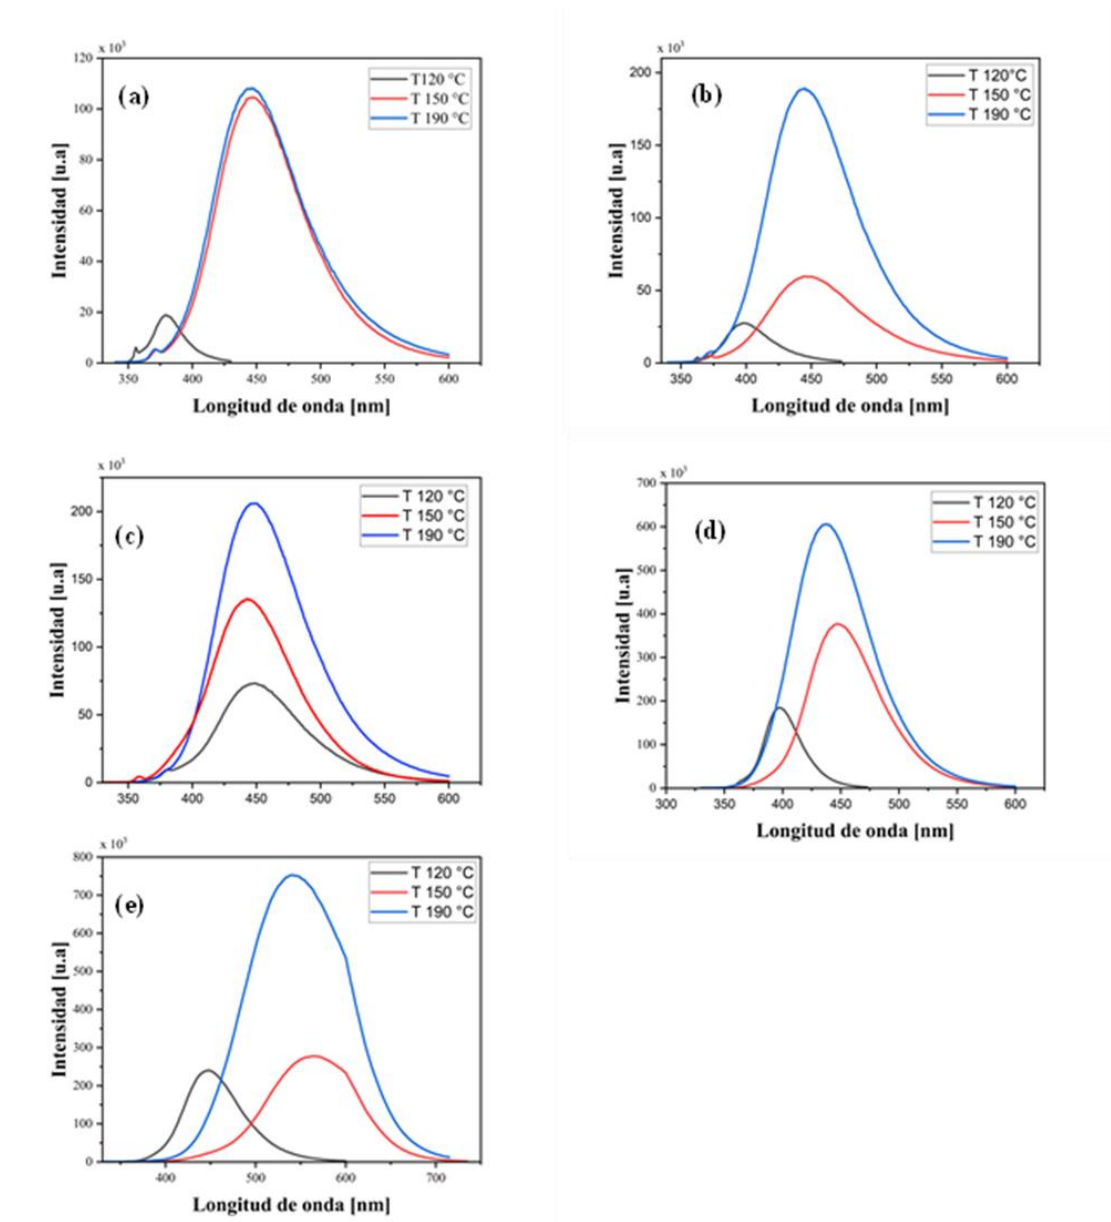 x 10³
120
100
80
60
40
20
0
350 400 450 500 550 600
Intensidad [u.a]
Longitud de onda [nm]
(a)
T120 °C
T 150 °C
T 190 °C
x 10³
200
150
100
50
0
350 400 450 500 550 600
Intensidad [u.a]
Longitud de onda [nm]
(b)
T 120°C
T 150 °C
T 190 °C
x 10³
200
150
100
50
0
350 400 450 500 550 600
Intensidad [u.a]
(c)
T 120 °C
T 150 °C
T 190 °C
x 10³
700
600
500
400
300
200
100
0
300 350 400 450 500 550 600
Intensidad [u.a]
Longitud de onda [nm]
(d)
T 120 °C
T 150 °C
T 190 °C
x 10³
800
700
600
500
400
300
200
100
0
400 500 600 700
Intensidad [u.a]
Longitud de onda [nm]
(e)
T 120 °C
T 150 °C
T 190 °C